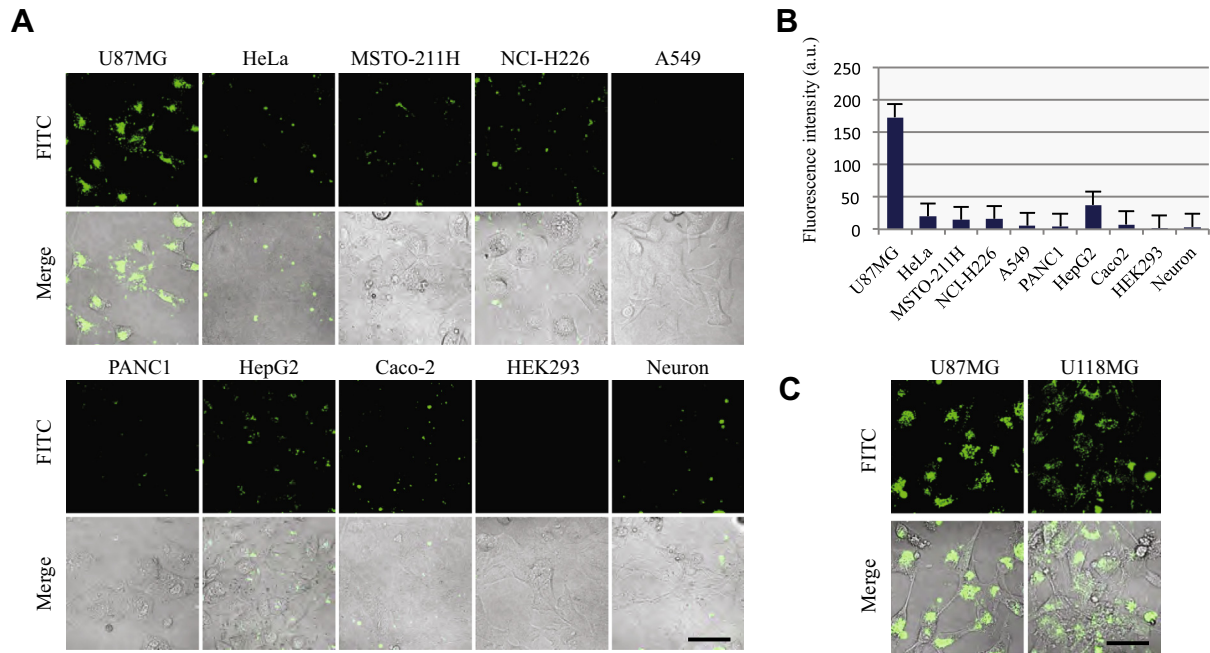 A
U87MG HeLa MSTO-211H NCI-H226 A549
FITC
Merge
PANC1 HepG2 Caco-2 HEK293 Neuron
FITC
Merge
B
Fluorescence intensity (a.u.)
250
200
150
100
50
0
U87MG
HeLa
MSTO-211H
NCI-H226
A549
PANC1
HepG2
Caco2
HEK293
Neuron
C
U87MG U118MG
FITC
Merge